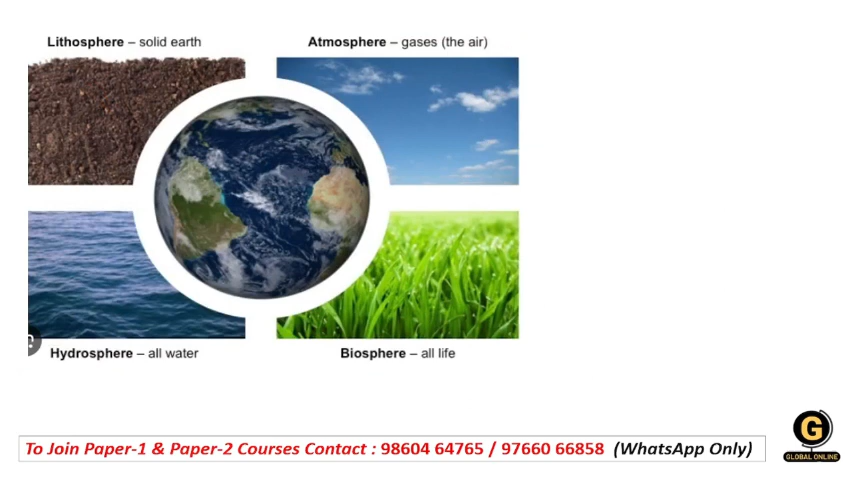 Lithosphere – solid earth
Atmosphere – gases (the air)
Hydrosphere – all water
Biosphere – all life
To Join Paper-1 & Paper-2 Courses Contact : 98604 64765 / 97660 66858 (WhatsApp Only)
G
GLOBAL ONLINE